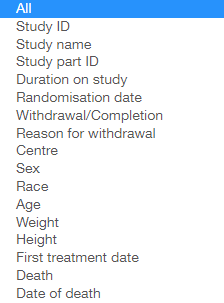 All
Study ID
Study name
Study part ID
Duration on study
Randomisation date
Withdrawal/Completion
Reason for withdrawal
Centre
Sex
Race
Age
Weight
Height
First treatment date
Death
Date of death